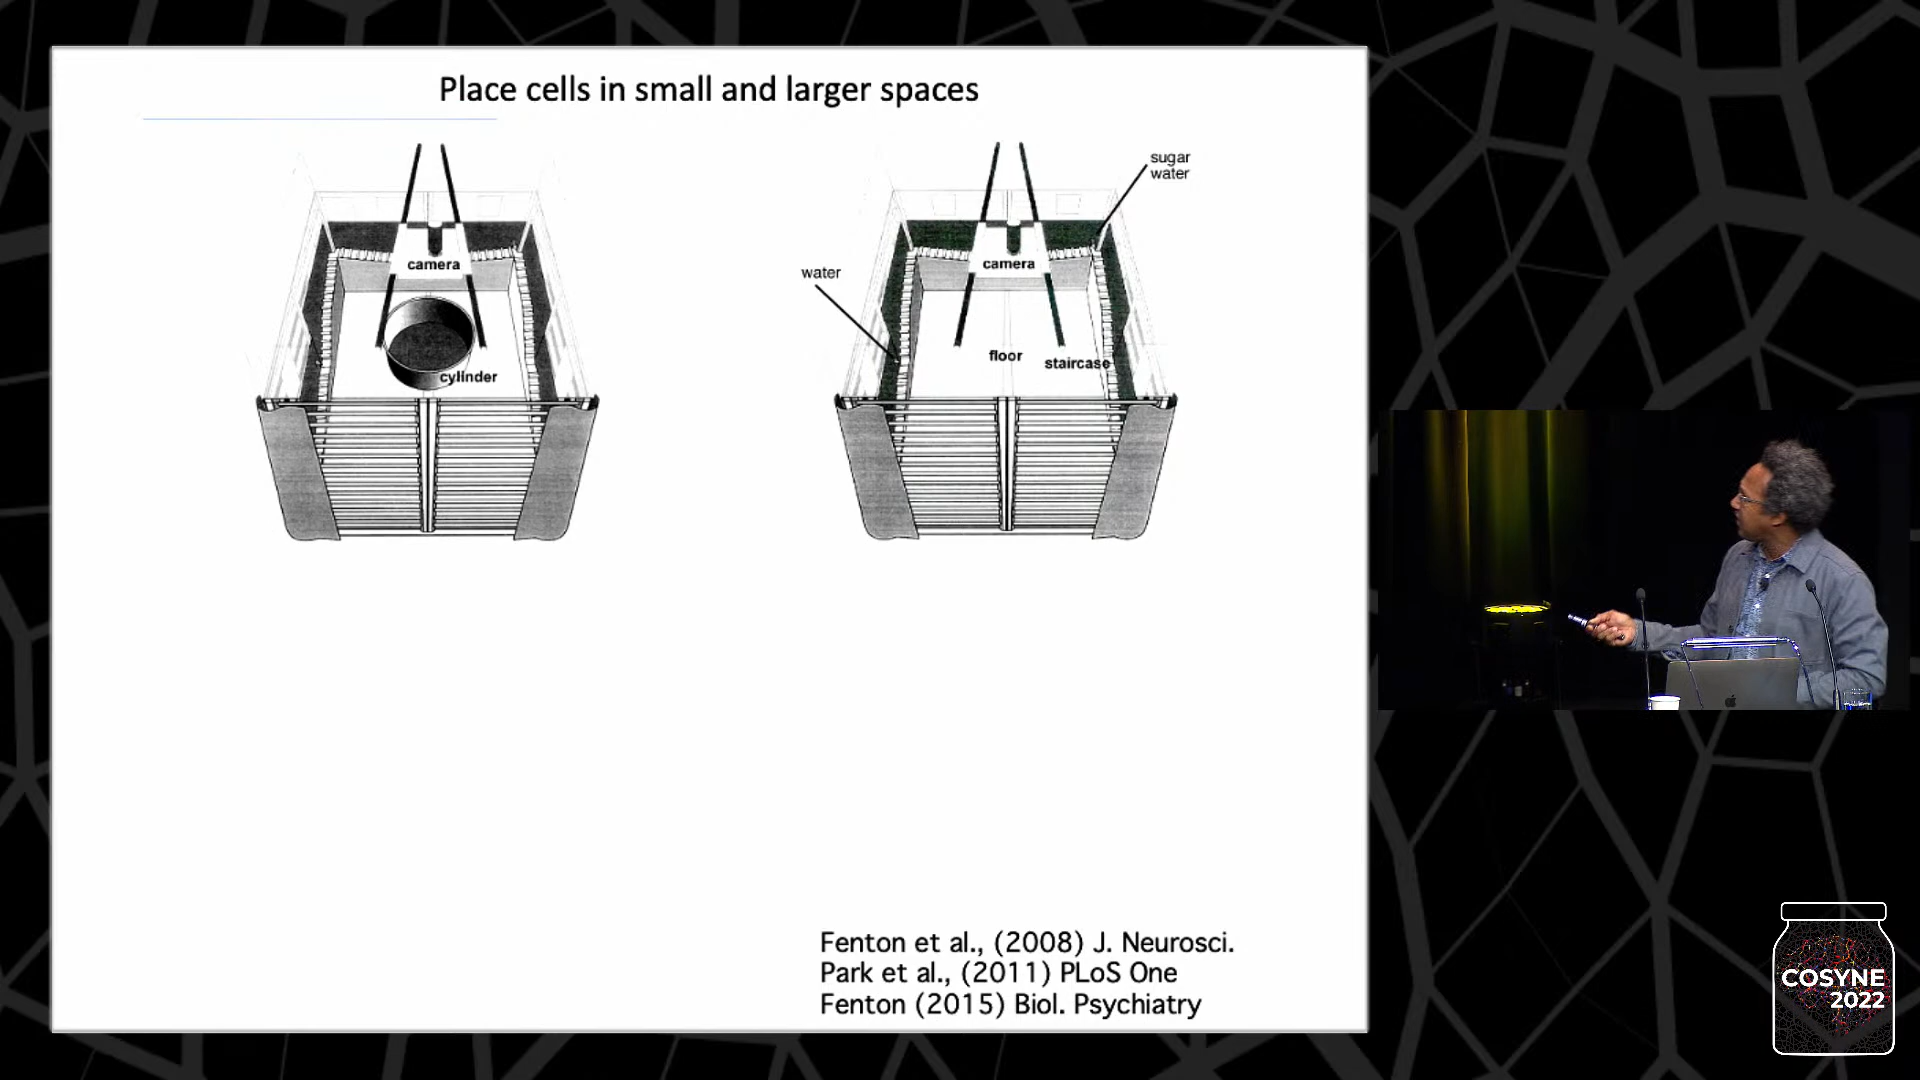 Place cells in small and larger spaces
camera
cylinder
sugar
water
water
camera
floor
staircase
Fenton et al., (2008) J. Neurosci.
Park et al., (2011) PLoS One
Fenton (2015) Biol. Psychiatry
COSYNE
2022